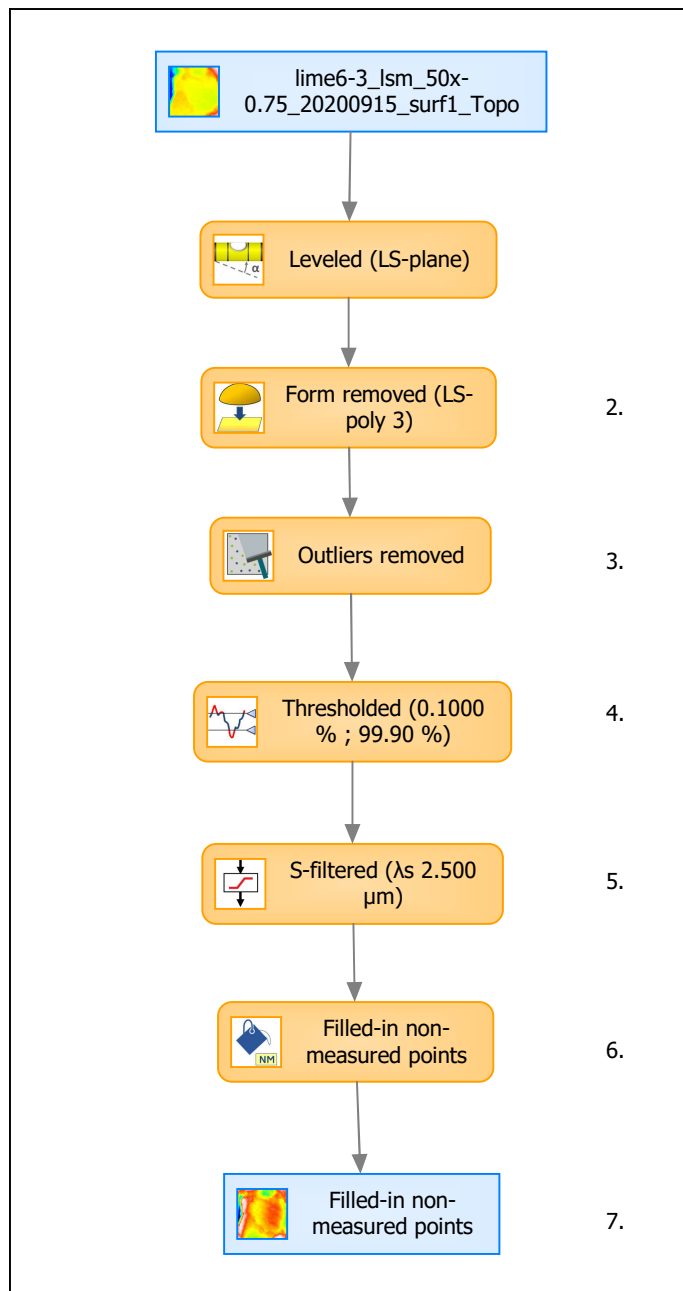 lime6-3_lsm_50x-
0.75_20200915_surf1_Topo
α
Leveled (LS-plane)
Form removed (LS-
poly 3)
2.
Outliers removed
3.
Thresholded (0.1000
% ; 99.90 %)
4.
S-filtered (λs 2.500
µm)
5.
NM
Filled-in non-
measured points
6.
Filled-in non-
measured points
7.